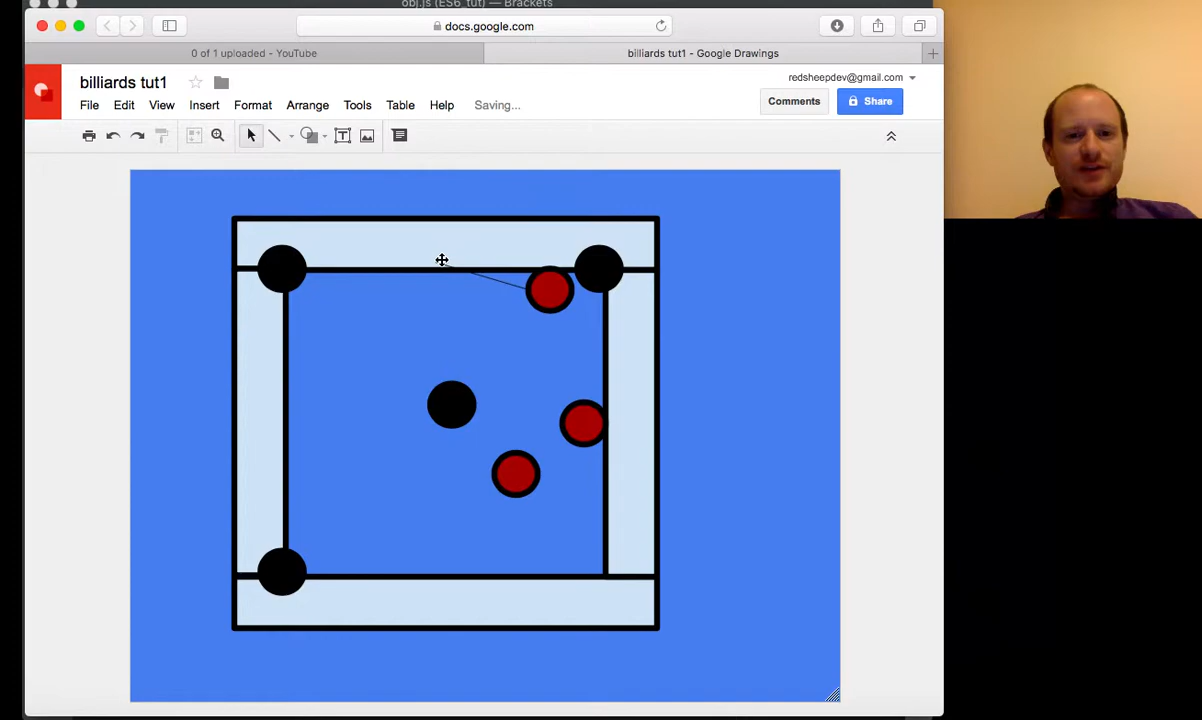 obj.js (ES6_tut) — Brackets
docs.google.com
0 of 1 uploaded - YouTube
billiards tut1 - Google Drawings
billiards tut1
redsheepdev@gmail.com
File Edit View Insert Format Arrange Tools Table Help Saving...
Comments
Share